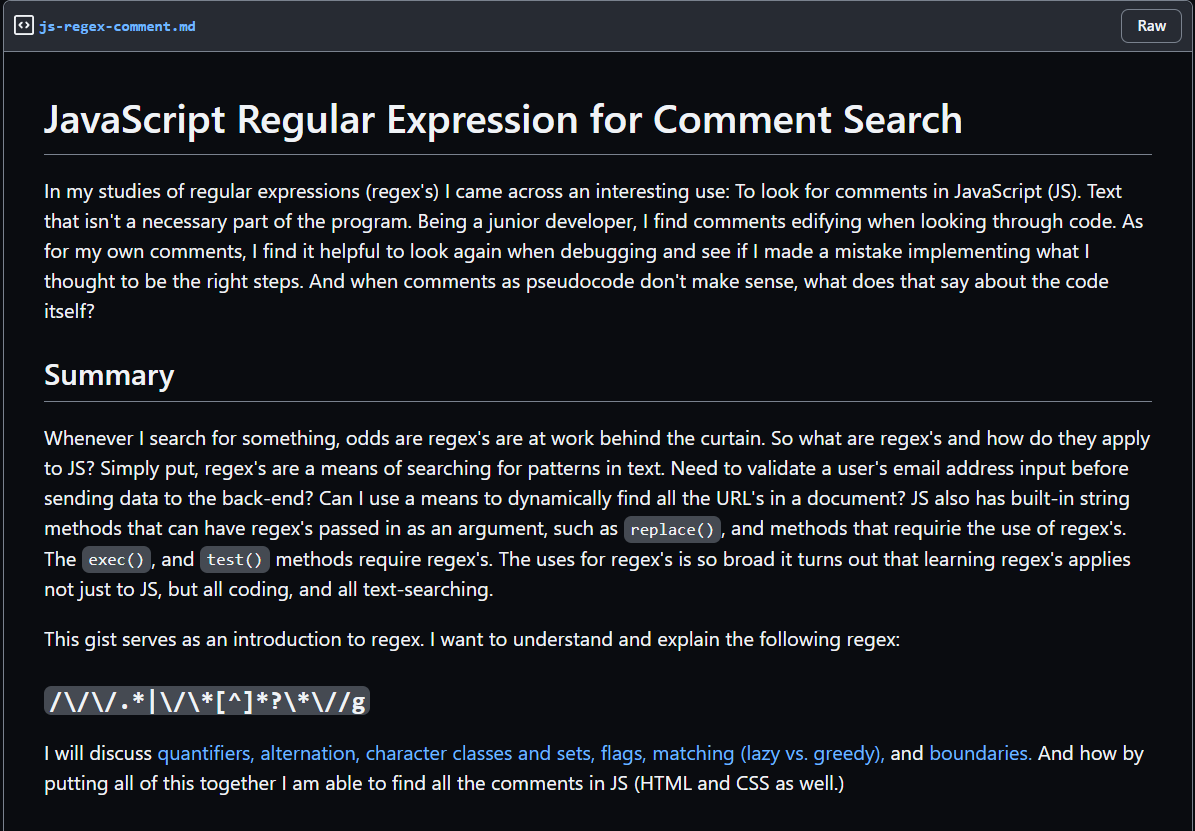 js-regex-comment.md
Raw
JavaScript Regular Expression for Comment Search
In my studies of regular expressions (regex's) I came across an interesting use: To look for comments in JavaScript (JS). Text
that isn't a necessary part of the program. Being a junior developer, I find comments edifying when looking through code. As
for my own comments, I find it helpful to look again when debugging and see if I made a mistake implementing what I
thought to be the right steps. And when comments as pseudocode don't make sense, what does that say about the code
itself?
Summary
Whenever I search for something, odds are regex's are at work behind the curtain. So what are regex's and how do they apply
to JS? Simply put, regex's are a means of searching for patterns in text. Need to validate a user's email address input before
sending data to the back-end? Can I use a means to dynamically find all the URL's in a document? JS also has built-in string
methods that can have regex's passed in as an argument, such as replace(), and methods that requirie the use of regex's.
The exec(), and test() methods require regex's. The uses for regex's is so broad it turns out that learning regex's applies
not just to JS, but all coding, and all text-searching.
This gist serves as an introduction to regex. I want to understand and explain the following regex:
/\/\/.*|\/\*[^]*?\*\//g
I will discuss quantifiers, alternation, character classes and sets, flags, matching (lazy vs. greedy), and boundaries. And how by
putting all of this together I am able to find all the comments in JS (HTML and CSS as well.)